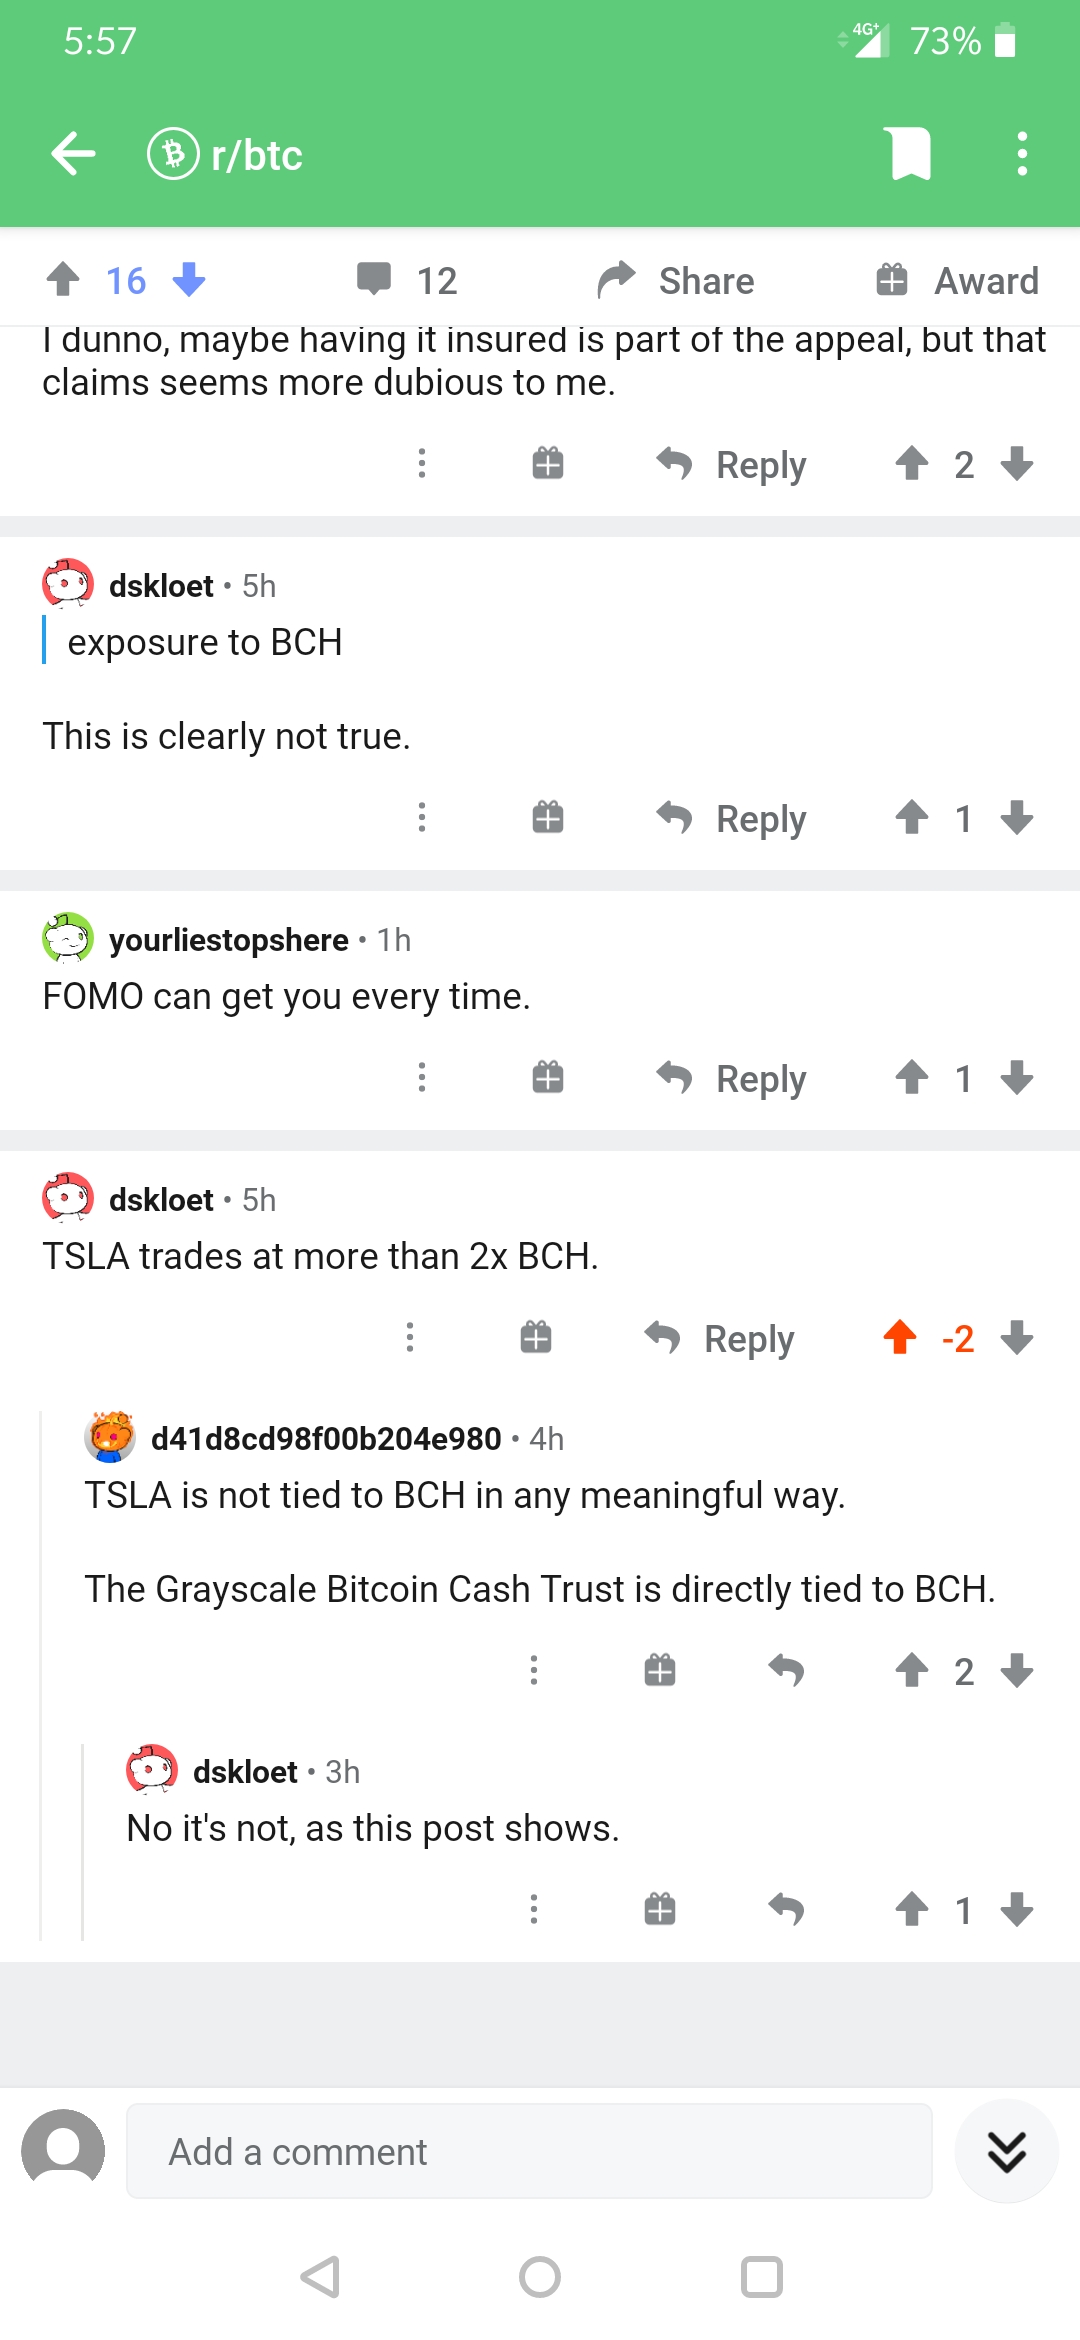 5:57
4G+ 73%
r/btc
16 12 Share Award
I dunno, maybe having it insured is part of the appeal, but that
claims seems more dubious to me.
Reply 2
dskloet • 5h
exposure to BCH
This is clearly not true.
Reply 1
yourliestopshere • 1h
FOMO can get you every time.
Reply 1
dskloet • 5h
TSLA trades at more than 2x BCH.
Reply -2
d41d8cd98f00b204e980 • 4h
TSLA is not tied to BCH in any meaningful way.
The Grayscale Bitcoin Cash Trust is directly tied to BCH.
2
dskloet • 3h
No it's not, as this post shows.
1
Add a comment